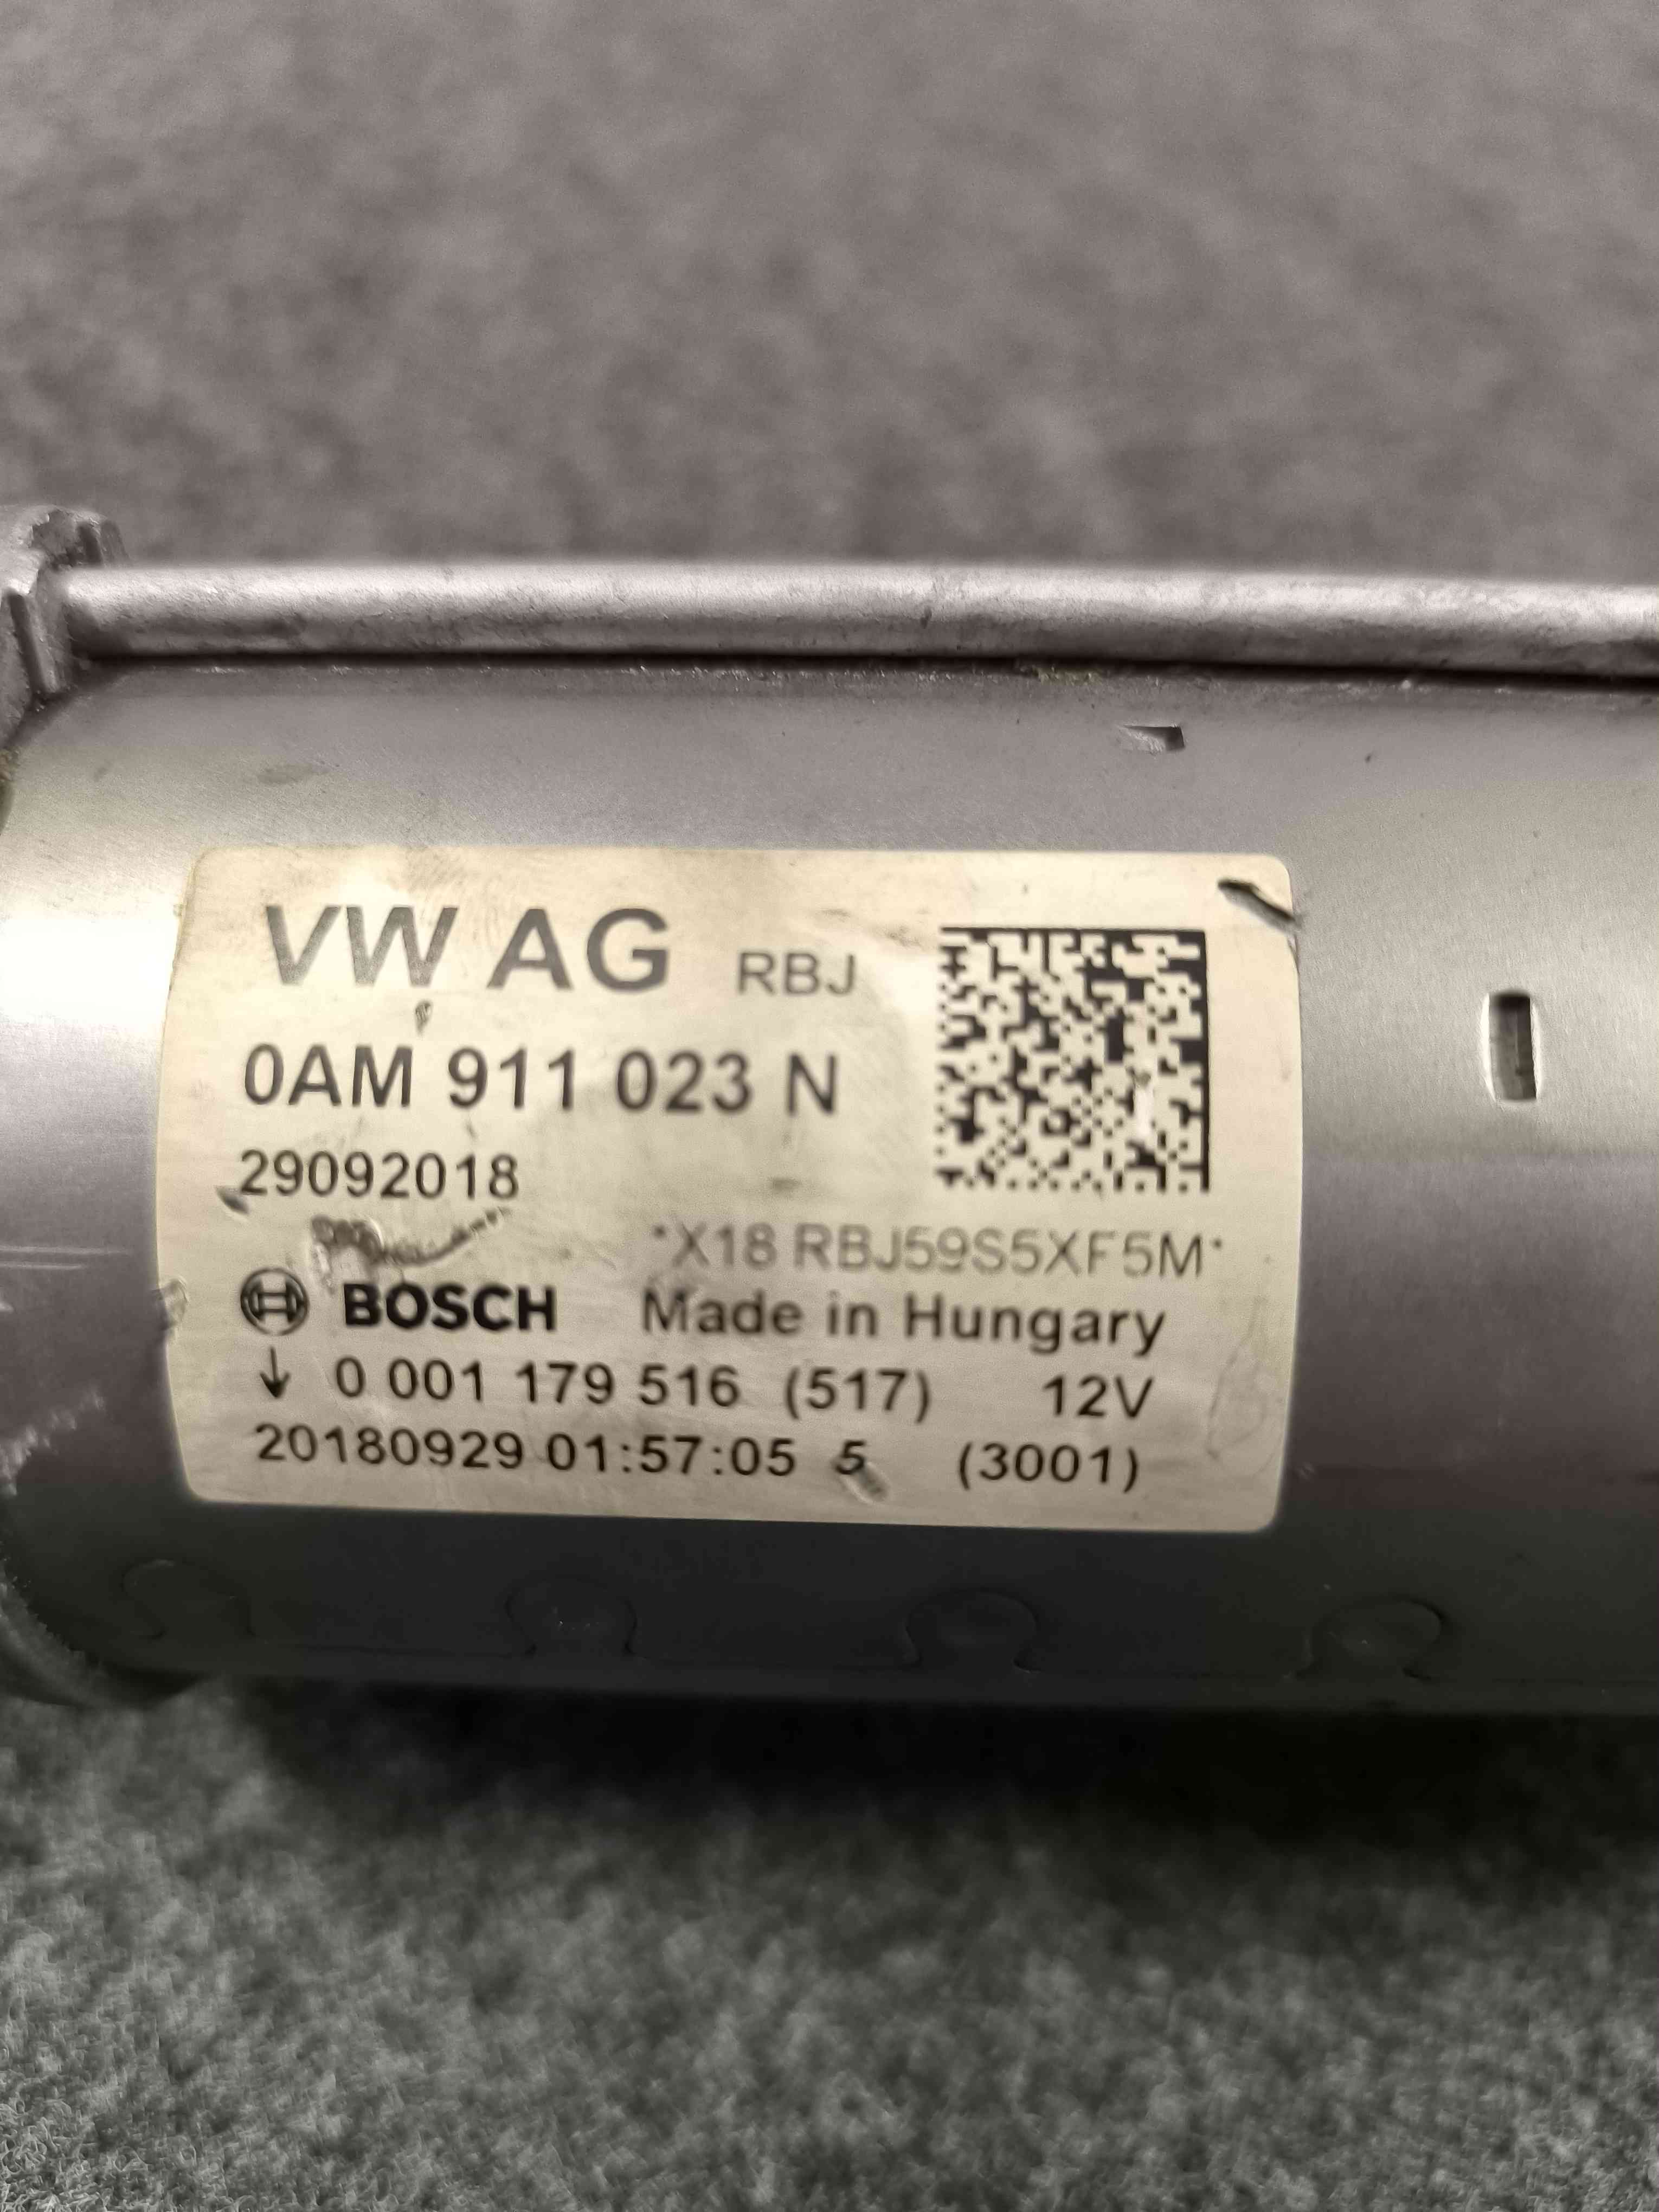 VW AG RBJ
0AM 911 023 N
29092018
*X18 RBJ59S5XF5M*
BOSCH Made in Hungary
↓ 0 001 179 516 (517) 12V
20180929 01:57:05 5 (3001)